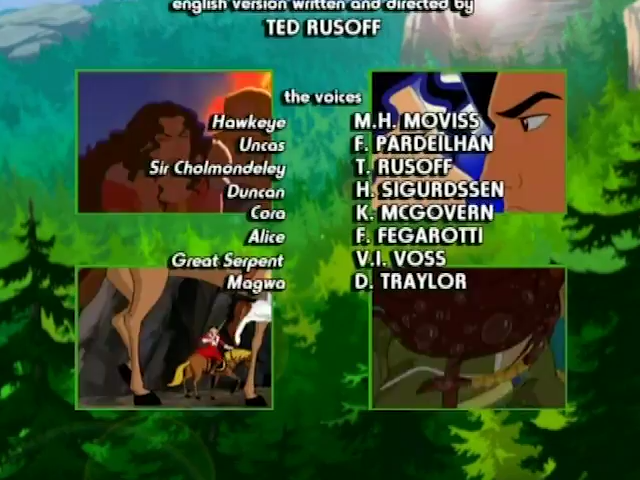 english version written and directed by
TED RUSOFF
the voices
Hawkeye M.H. MOVISS
Uncas F. PARDEILHAN
Sir Cholmondeley T. RUSOFF
Duncan H. SIGURDSSEN
Cora K. MCGOVERN
Alice F. FEGAROTTI
Great Serpent V.I. VOSS
Magwa D. TRAYLOR